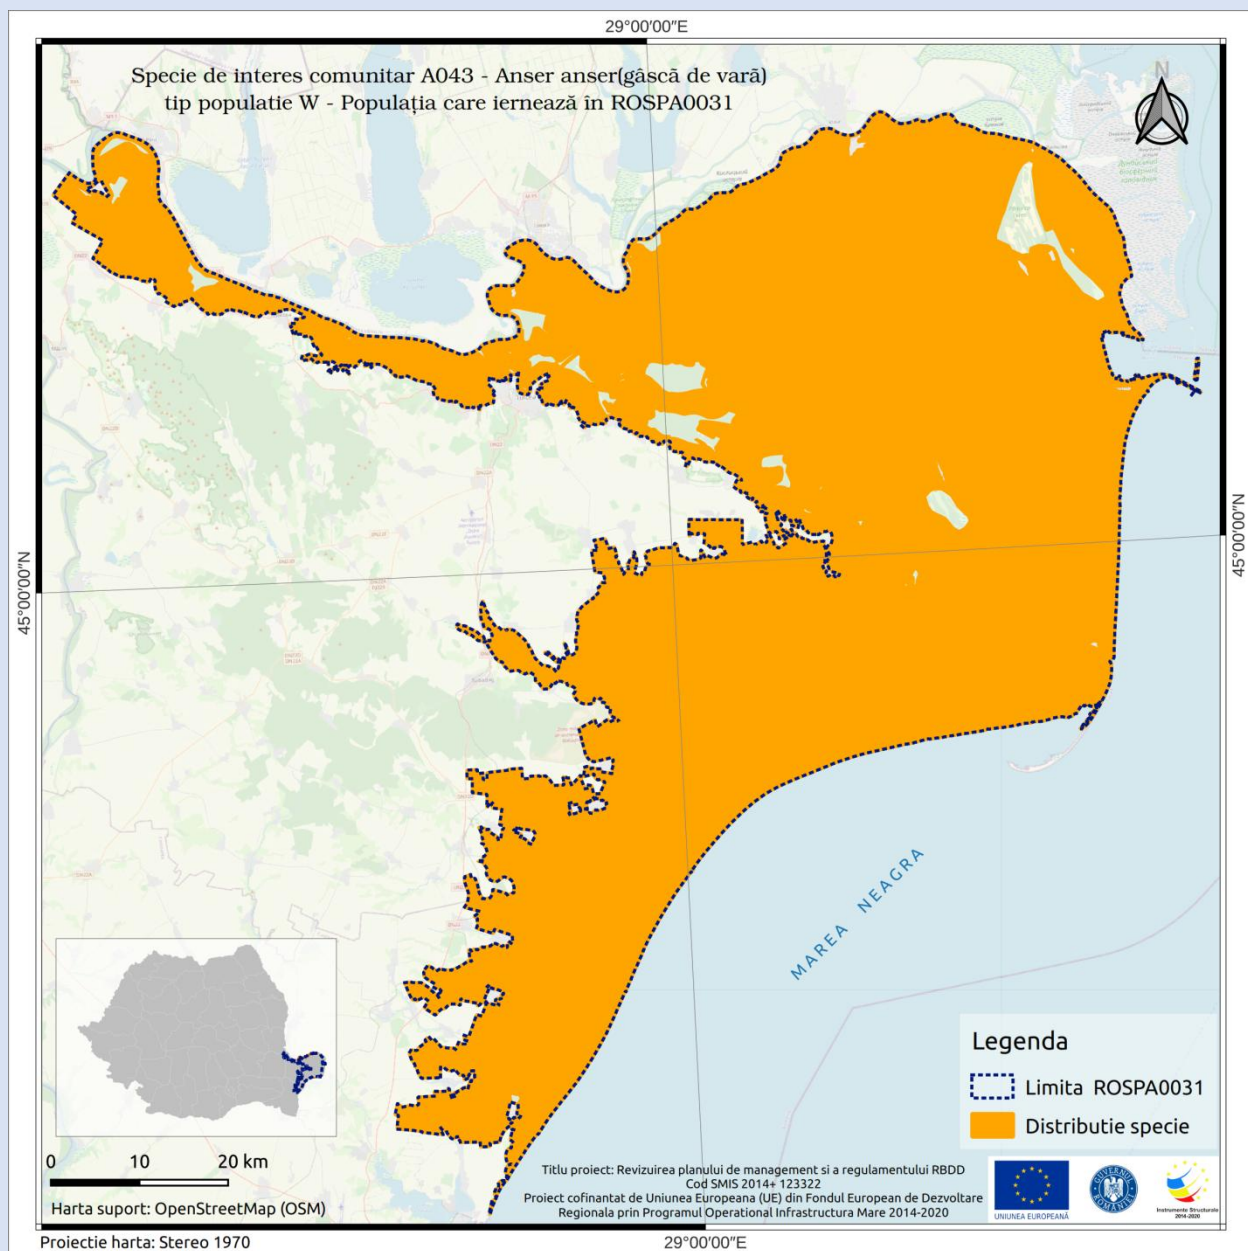 29°00′00″E
Specie de interes comunitar A043 - Anser anser(gâscă de vară)
tip populatie W - Populația care iernează în ROSPA0031
N
45°00′00″N
45°00′00″N
MAREA NEAGRA
Legenda
Limita ROSPA0031
Distributie specie
0 10 20 km
Harta suport: OpenStreetMap (OSM)
Titlu proiect: Revizuirea planului de management si a regulamentului RBDD
Cod SMIS 2014+ 123322
Proiect cofinantat de Uniunea Europeana (UE) din Fondul European de Dezvoltare
Regionala prin Programul Operational Infrastructura Mare 2014-2020
UNIUNEA EUROPEANĂ
GUVERNUL ROMÂNIEI
Instrumente Structurale
2014-2020
Proiectie harta: Stereo 1970
29°00′00″E